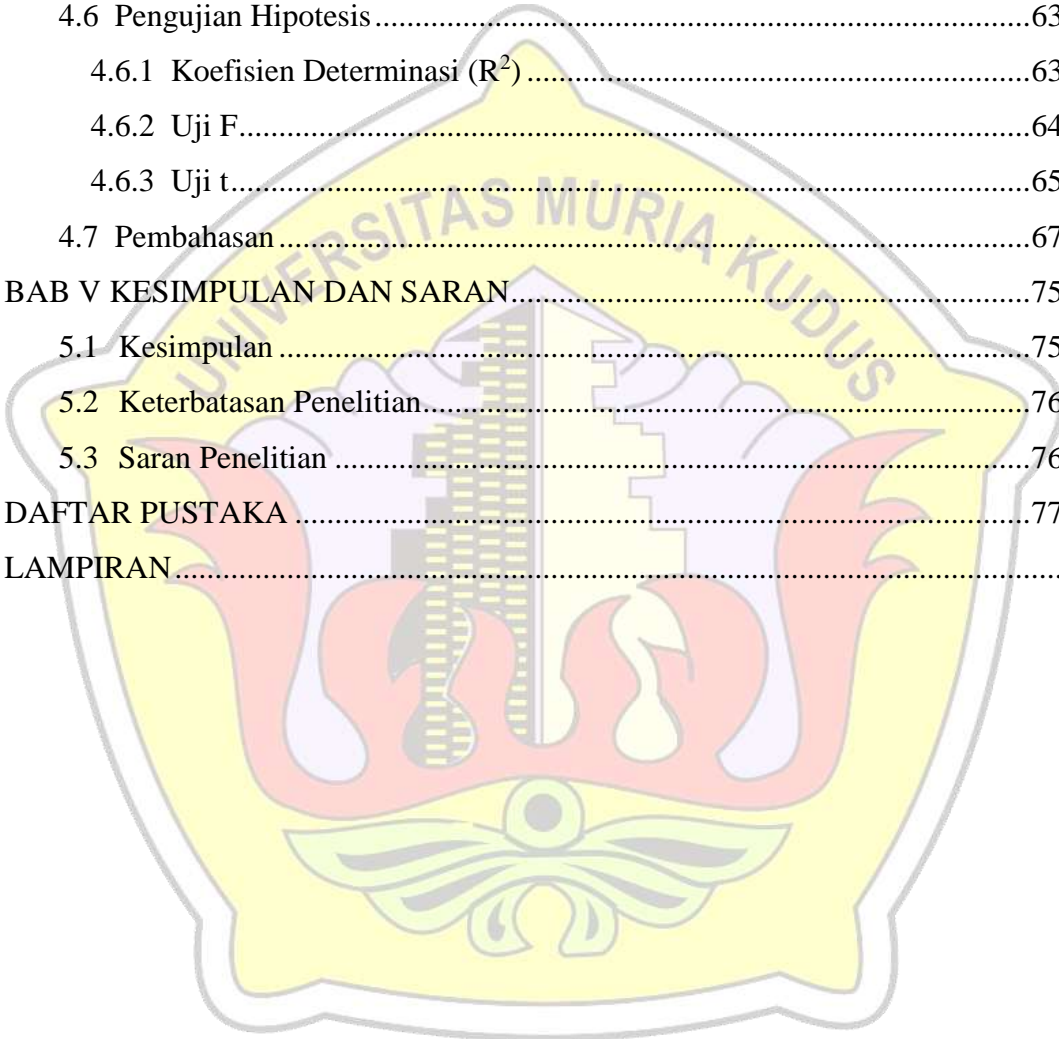 4.6 Pengujian Hipotesis....................................................................63
4.6.1 Koefisien Determinasi (R²)....................................................63
4.6.2 Uji F....................................................................................64
4.6.3 Uji t.....................................................................................65
4.7 Pembahasan................................................................................67
BAB V KESIMPULAN DAN SARAN....................................................75
5.1 Kesimpulan.................................................................................75
5.2 Keterbatasan Penelitian................................................................76
5.3 Saran Penelitian..........................................................................76
DAFTAR PUSTAKA..........................................................................77
LAMPIRAN......................................................................................
UNIVERSITAS MURIA KUDUS